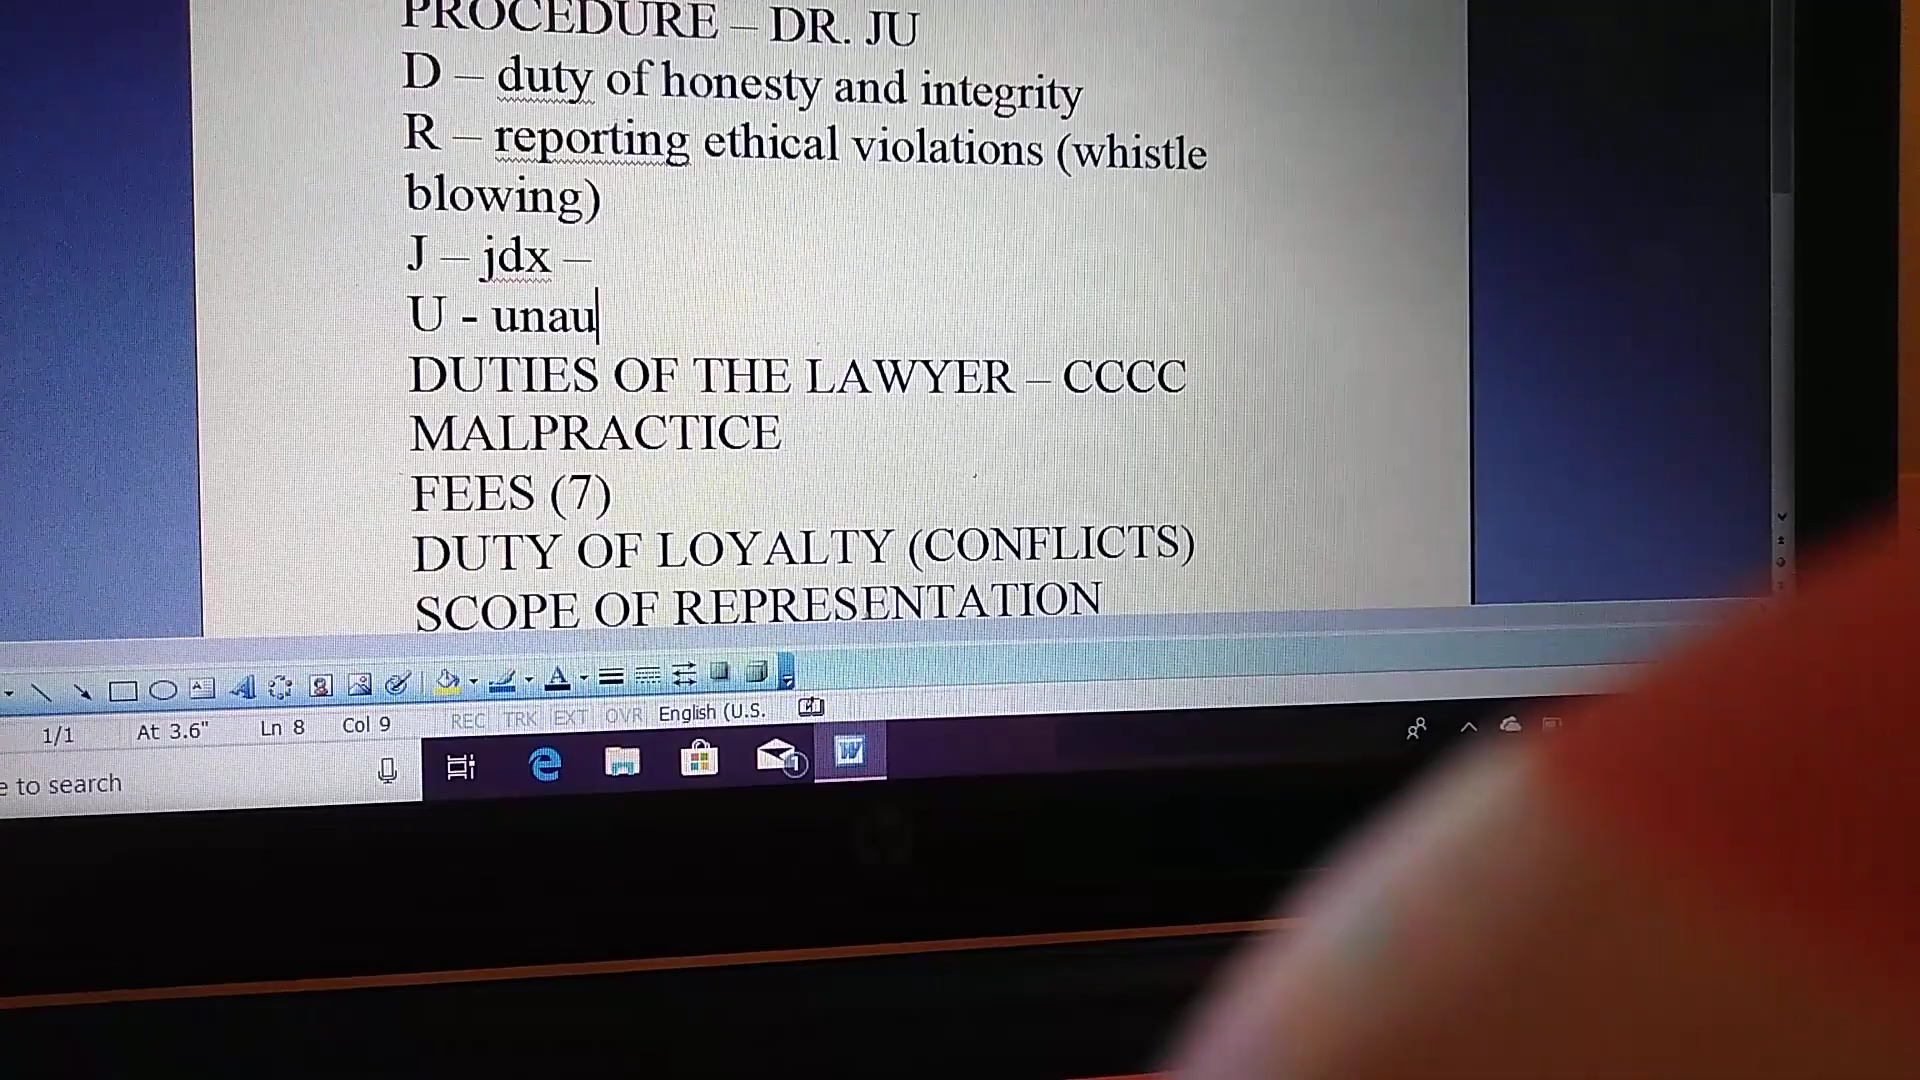 PROCEDURE – DR. JU
D – duty of honesty and integrity
R – reporting ethical violations (whistle
blowing)
J – jdx –
U - unau
DUTIES OF THE LAWYER – CCCC
MALPRACTICE
FEES (7)
DUTY OF LOYALTY (CONFLICTS)
SCOPE OF REPRESENTATION
1/1 At 3.6" Ln 8 Col 9 REC TRK EXT OVR English (U.S.
e to search